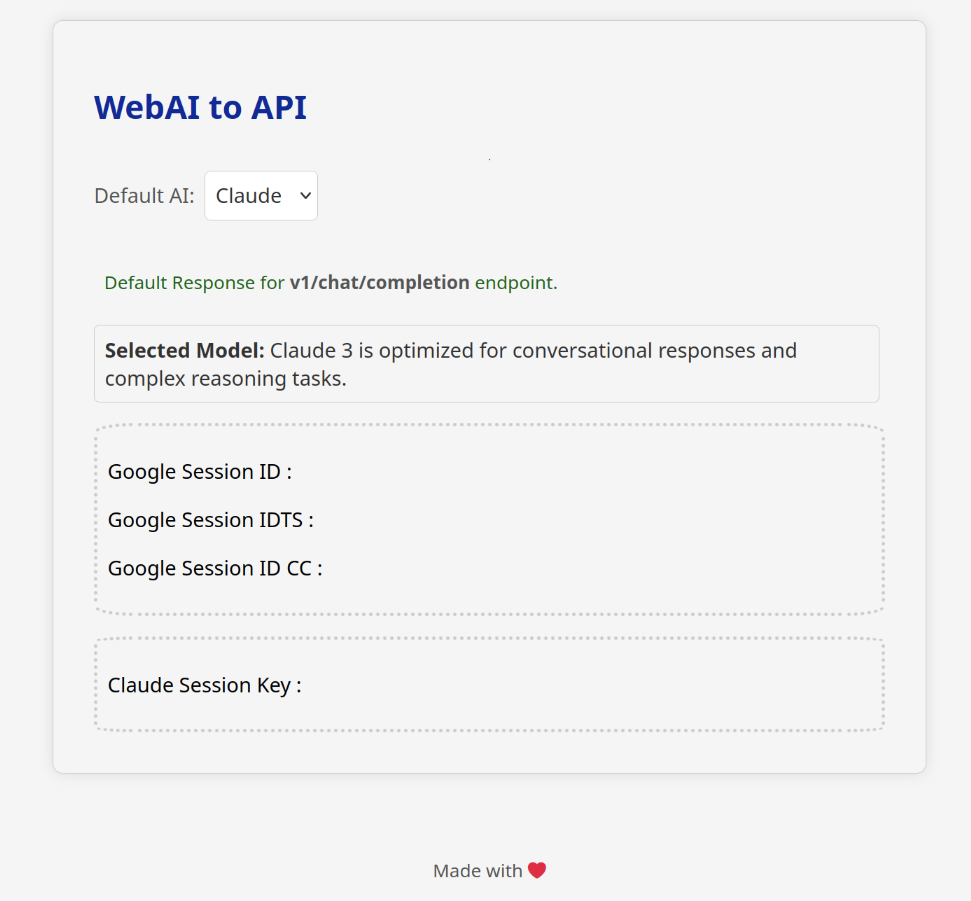 WebAI to API
Default AI: Claude
Default Response for v1/chat/completion endpoint.
Selected Model: Claude 3 is optimized for conversational responses and
complex reasoning tasks.
Google Session ID :
Google Session IDTS :
Google Session ID CC :
Claude Session Key :
Made with ❤️